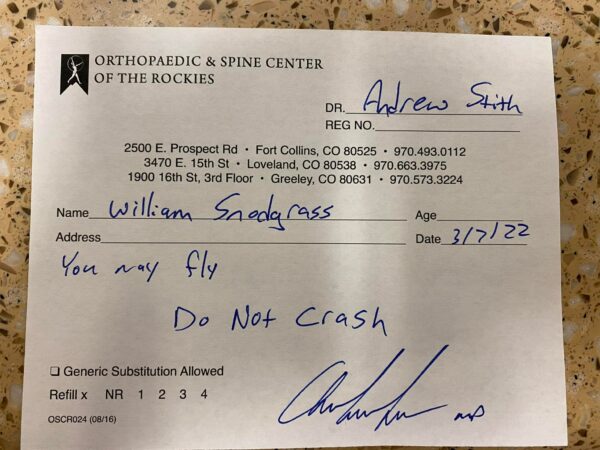 ORTHOPAEDIC & SPINE CENTER
OF THE ROCKIES
DR. Andrew Stith
REG NO.
2500 E. Prospect Rd • Fort Collins, CO 80525 • 970.493.0112
3470 E. 15th St • Loveland, CO 80538 • 970.663.3975
1900 16th St, 3rd Floor • Greeley, CO 80631 • 970.573.3224
Name William Snodgrass Age
Address Date 3/7/22
You may fly
Do Not Crash
❑ Generic Substitution Allowed
Refill x NR 1 2 3 4
OSCR024 (08/16)
MD